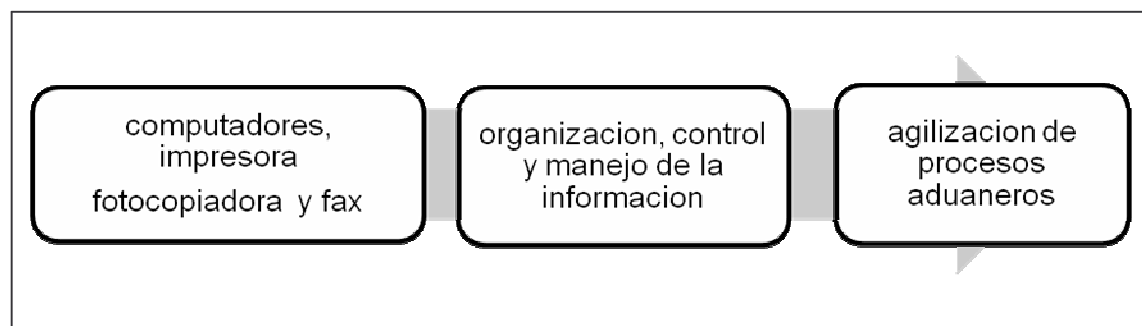 computadores,
impresora
fotocopiadora y fax
organizacion, control
y manejo de la
informacion
agilizacion de
procesos
aduaneros